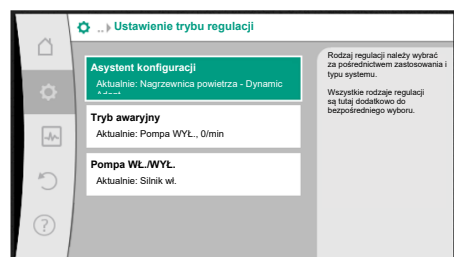 .. Ustawienie trybu regulacji
Asystent konfiguracji
Aktualnie: Nagrzewnica powietrza - Dynamic
Adapt
Tryb awaryjny
Aktualnie: Pompa WYŁ., 0/min
Pompa WŁ./WYŁ.
Aktualnie: Silnik wł.
Rodzaj regulacji należy wybrać
za pośrednictwem zastosowania i
typu systemu.
Wszystkie rodzaje regulacji
są tutaj dodatkowo do
bezpośredniego wyboru.
?